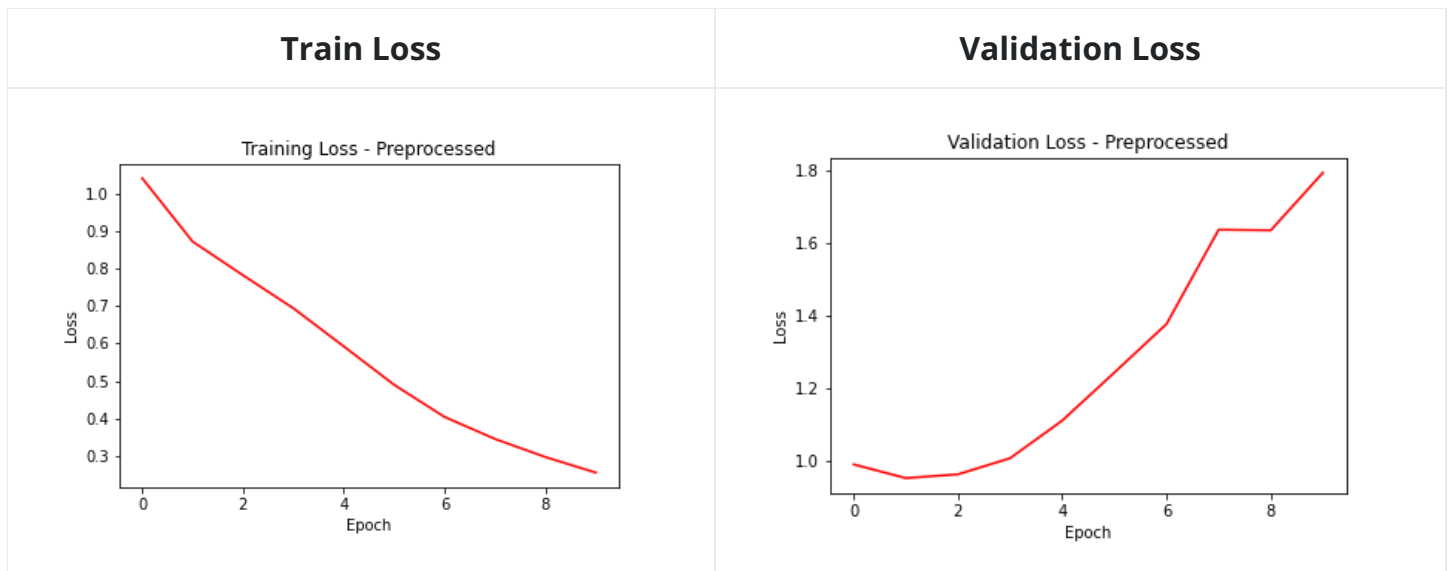 Train Loss
Validation Loss
Training Loss - Preprocessed
1.0
0.9
0.8
0.7
0.6
0.5
0.4
0.3
Loss
0 2 4 6 8
Epoch
Validation Loss - Preprocessed
1.8
1.6
1.4
1.2
1.0
Loss
0 2 4 6 8
Epoch